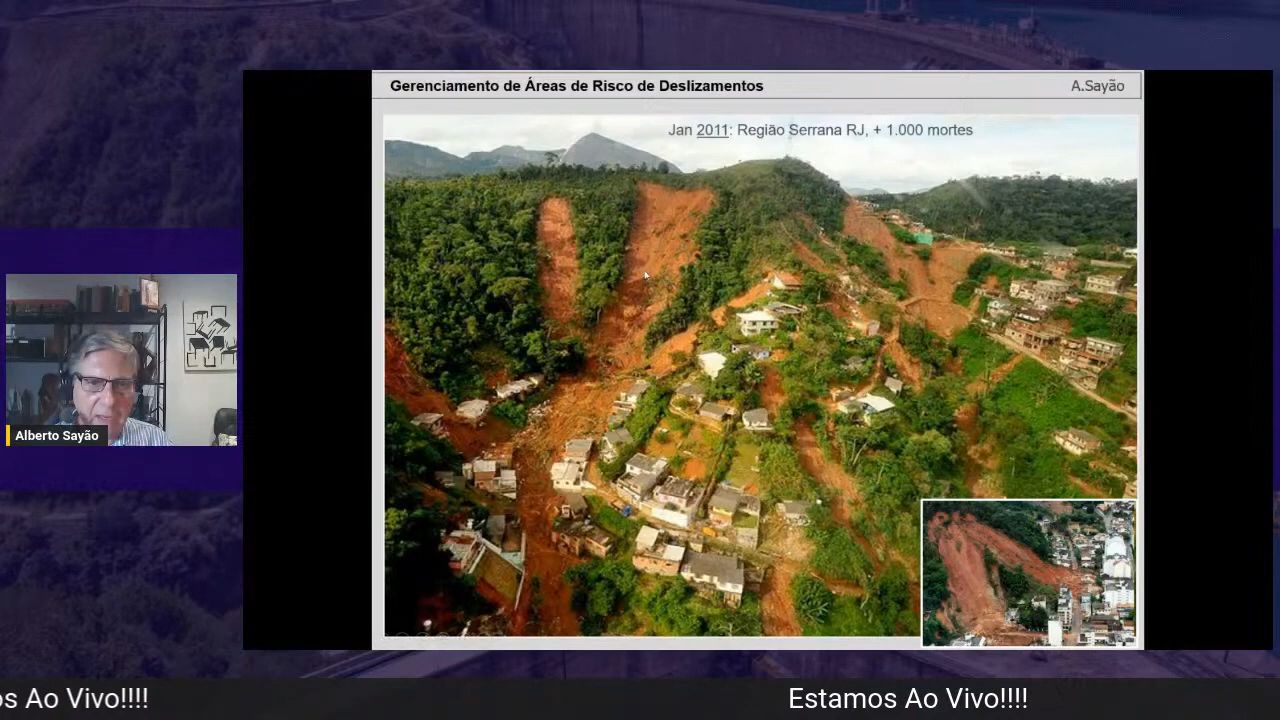 Gerenciamento de Áreas de Risco de Deslizamentos
A.Sayão
Jan 2011: Região Serrana RJ, + 1.000 mortes
Alberto Sayão
os Ao Vivo!!!!
Estamos Ao Vivo!!!!